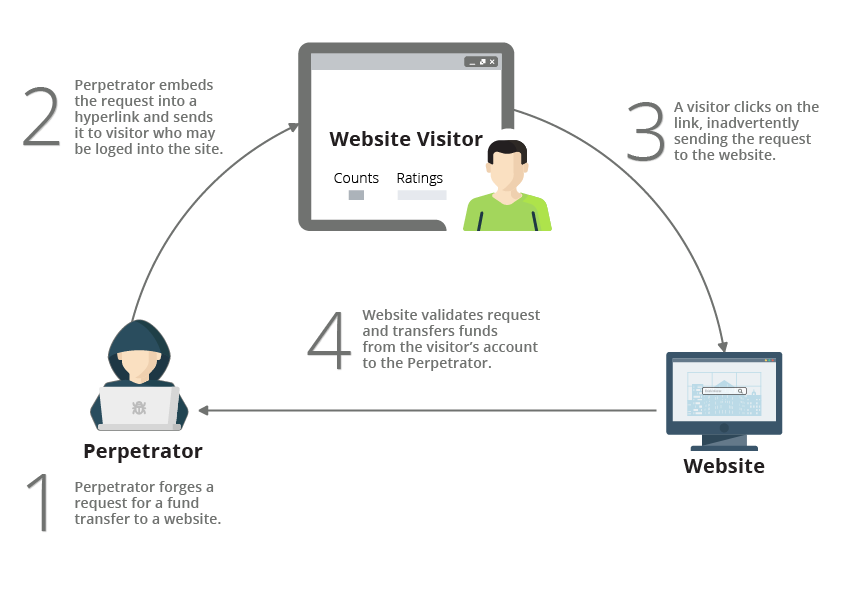 2
Perpetrator embeds
the request into a
hyperlink and sends
it to visitor who may
be loged into the site.
Website Visitor
Counts
Ratings
3
A visitor clicks on the
link, inadvertently
sending the request
to the website.
4
Website validates request
and transfers funds
from the visitor’s account
to the Perpetrator.
Perpetrator
Website
1
Perpetrator forges a
request for a fund
transfer to a website.